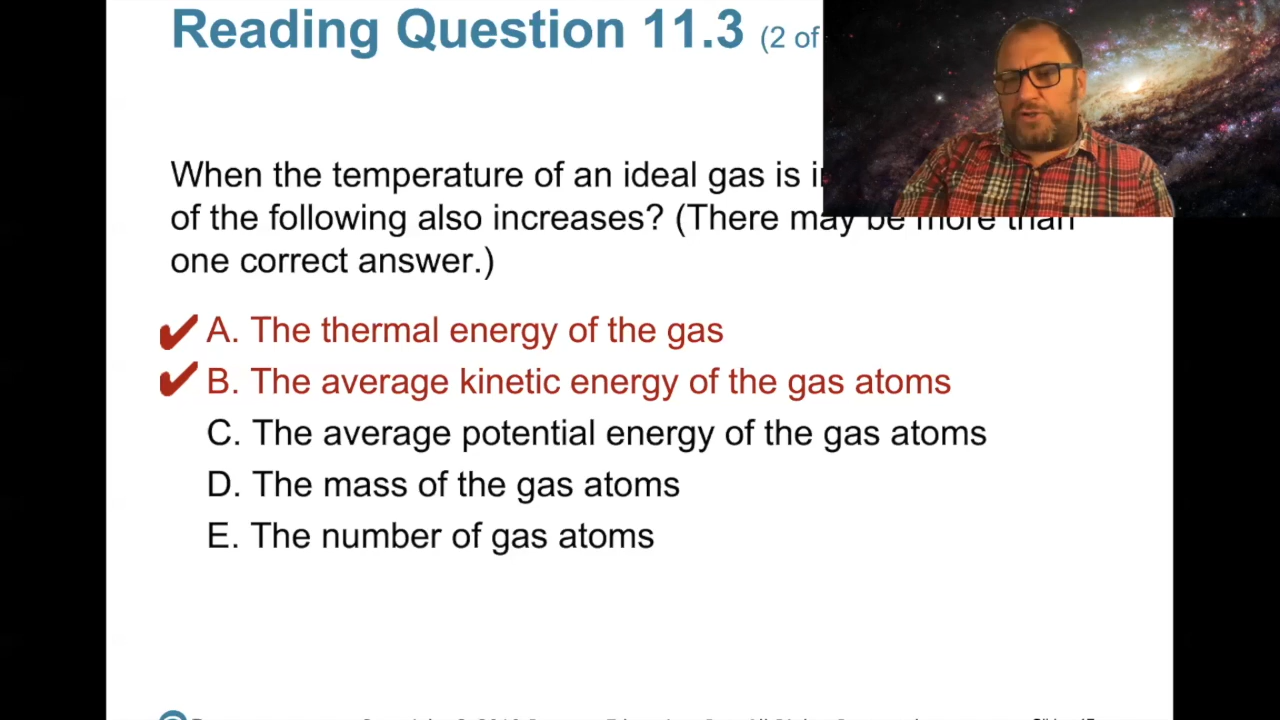 Reading Question 11.3 (2 of
When the temperature of an ideal gas is
of the following also increases? (There may be more than
one correct answer.)
✔ A. The thermal energy of the gas
✔ B. The average kinetic energy of the gas atoms
C. The average potential energy of the gas atoms
D. The mass of the gas atoms
E. The number of gas atoms